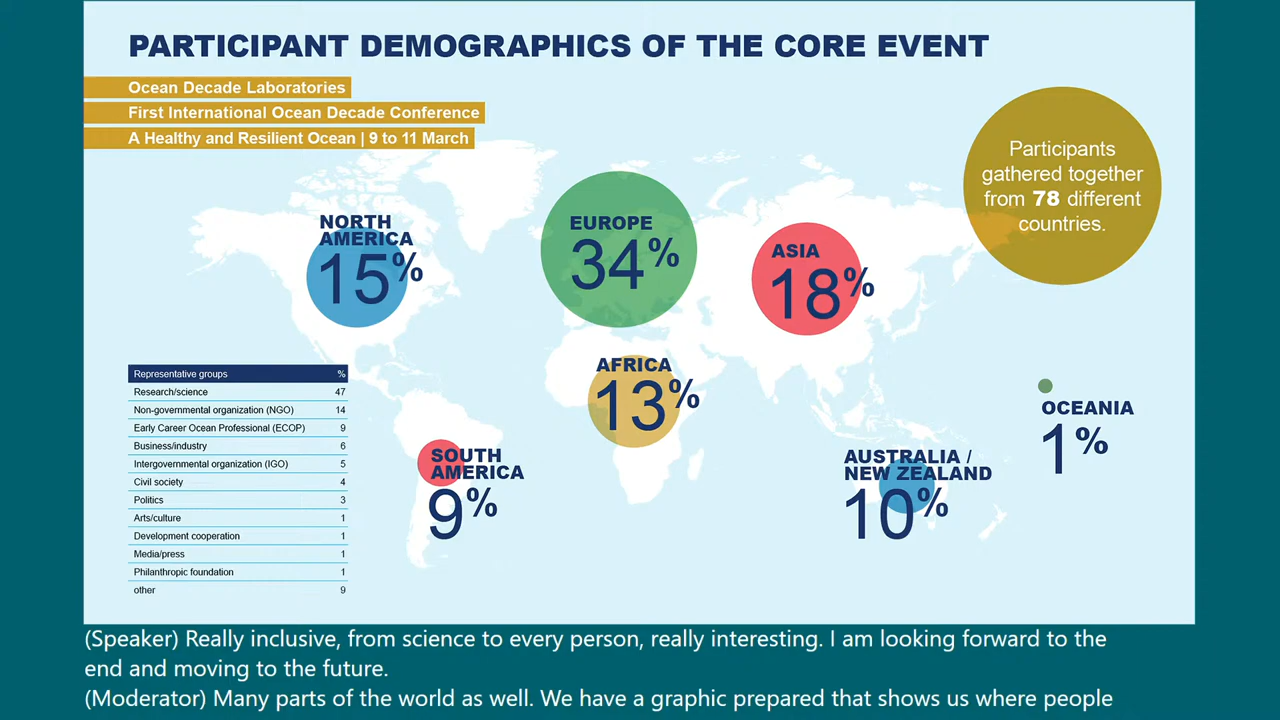 PARTICIPANT DEMOGRAPHICS OF THE CORE EVENT
Ocean Decade Laboratories
First International Ocean Decade Conference
A Healthy and Resilient Ocean | 9 to 11 March
Participants
gathered together
from 78 different
countries.
NORTH
AMERICA
15%
EUROPE
34%
ASIA
18%
AFRICA
13%
OCEANIA
1%
SOUTH
AMERICA
9%
AUSTRALIA /
NEW ZEALAND
10%
Representative groups %
Research/science 47
Non-governmental organization (NGO) 14
Early Career Ocean Professional (ECOP) 9
Business/industry 6
Intergovernmental organization (IGO) 5
Civil society 4
Politics 3
Arts/culture 1
Development cooperation 1
Media/press 1
Philanthropic foundation 1
other 9
(Speaker) Really inclusive, from science to every person, really interesting. I am looking forward to the
end and moving to the future.
(Moderator) Many parts of the world as well. We have a graphic prepared that shows us where people